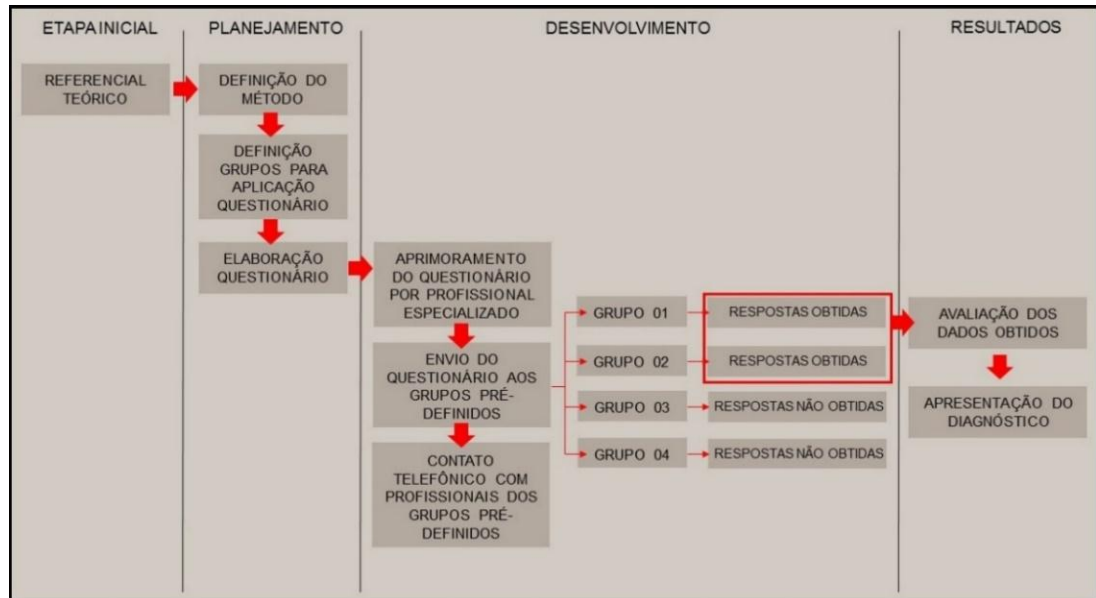 ETAPA INICIAL
PLANEJAMENTO
DESENVOLVIMENTO
RESULTADOS
REFERENCIAL
TEÓRICO
DEFINIÇÃO DO
MÉTODO
DEFINIÇÃO
GRUPOS PARA
APLICAÇÃO
QUESTIONÁRIO
ELABORAÇÃO
QUESTIONÁRIO
APRIMORAMENTO
DO QUESTIONÁRIO
POR PROFISSIONAL
ESPECIALIZADO
ENVIO DO
QUESTIONÁRIO AOS
GRUPOS PRÉ-
DEFINIDOS
CONTATO
TELEFÔNICO COM
PROFISSIONAIS DOS
GRUPOS PRÉ-
DEFINIDOS
GRUPO 01
RESPOSTAS OBTIDAS
GRUPO 02
RESPOSTAS OBTIDAS
GRUPO 03
RESPOSTAS NÃO OBTIDAS
GRUPO 04
RESPOSTAS NÃO OBTIDAS
AVALIAÇÃO DOS
DADOS OBTIDOS
APRESENTAÇÃO DO
DIAGNÓSTICO